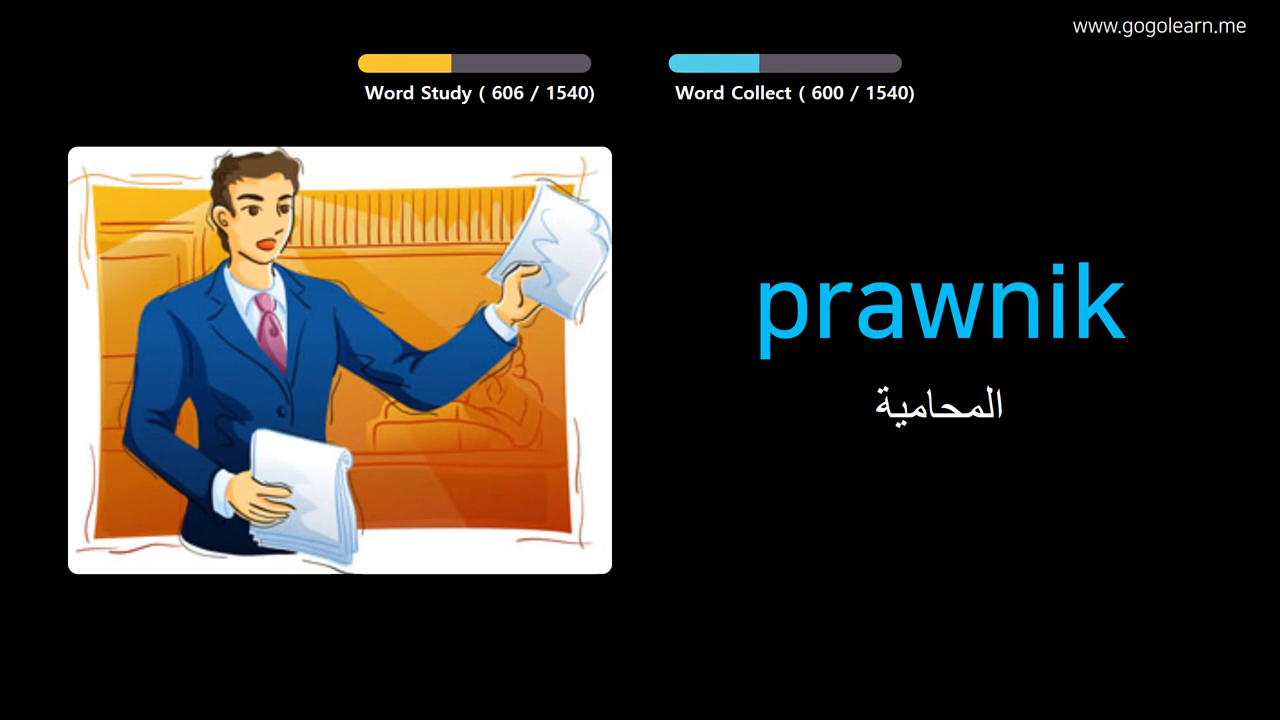 www.gogolearn.me
Word Study ( 606 / 1540)
Word Collect ( 600 / 1540)
prawnik
المحامية